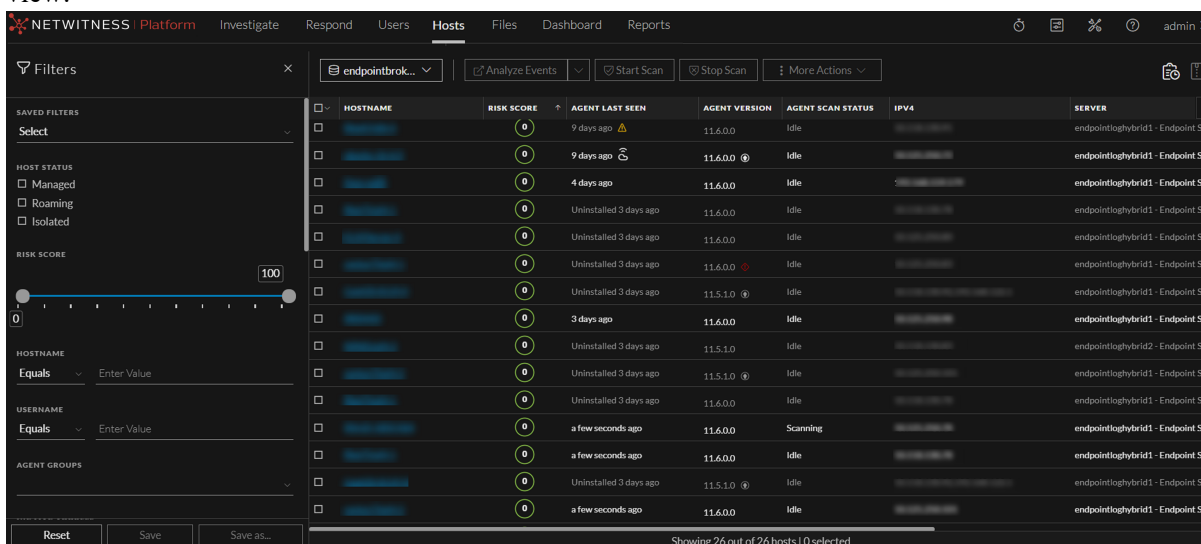 view.
NETWITNESS | Platform Investigate Respond Users Hosts Files Dashboard Reports admin
Filters
SAVED FILTERS
Select
HOST STATUS
Managed
Roaming
Isolated
RISK SCORE
100
0
HOSTNAME
Equals Enter Value
USERNAME
Equals Enter Value
AGENT GROUPS
Reset Save Save as...
endpointbrok... Analyze Events Start Scan Stop Scan More Actions
HOSTNAME RISK SCORE AGENT LAST SEEN AGENT VERSION AGENT SCAN STATUS IPV4 SERVER
0 9 days ago 11.6.0.0 Idle endpointloghybrid1 - Endpoint S
0 9 days ago 11.6.0.0 Idle endpointloghybrid1 - Endpoint S
0 4 days ago 11.6.0.0 Idle endpointloghybrid1 - Endpoint S
0 Uninstalled 3 days ago 11.6.0.0 Idle endpointloghybrid1 - Endpoint S
0 Uninstalled 3 days ago 11.6.0.0 Idle endpointloghybrid1 - Endpoint S
0 Uninstalled 3 days ago 11.6.0.0 Idle endpointloghybrid1 - Endpoint S
0 Uninstalled 3 days ago 11.5.1.0 Idle endpointloghybrid1 - Endpoint S
0 3 days ago 11.6.0.0 Idle endpointloghybrid1 - Endpoint S
0 Uninstalled 3 days ago 11.5.1.0 Idle endpointloghybrid2 - Endpoint S
0 Uninstalled 3 days ago 11.5.1.0 Idle endpointloghybrid1 - Endpoint S
0 Uninstalled 3 days ago 11.6.0.0 Idle endpointloghybrid1 - Endpoint S
0 a few seconds ago 11.6.0.0 Scanning endpointloghybrid1 - Endpoint S
0 a few seconds ago 11.6.0.0 Idle endpointloghybrid1 - Endpoint S
0 Uninstalled 3 days ago 11.5.1.0 Idle endpointloghybrid1 - Endpoint S
0 a few seconds ago 11.6.0.0 Idle endpointloghybrid1 - Endpoint S
Showing 26 out of 26 hosts | 0 selected